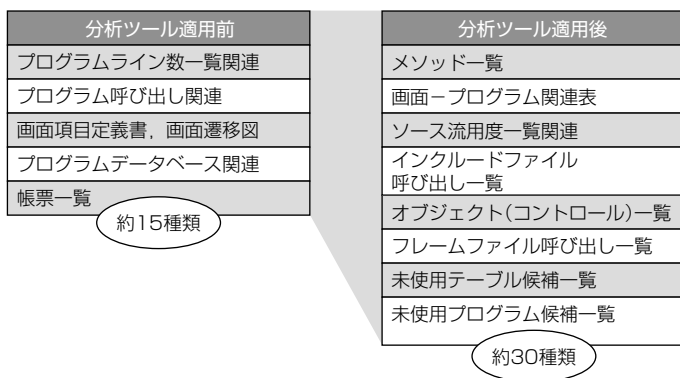 分析ツール適用前
プログラムライン数一覧関連
プログラム呼び出し関連
画面項目定義書，画面遷移図
プログラムデータベース関連
帳票一覧
約15種類
分析ツール適用後
メソッド一覧
画面－プログラム関連表
ソース流用度一覧関連
インクルードファイル
呼び出し一覧
オブジェクト（コントロール）一覧
フレームファイル呼び出し一覧
未使用テーブル候補一覧
未使用プログラム候補一覧
約30種類